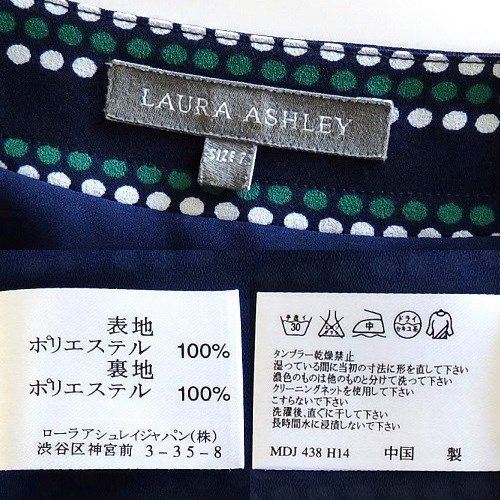 LAURA ASHLEY
SIZE 7
表地
ポリエステル 100%
裏地
ポリエステル 100%
ローラアシュレイジャパン(株)
渋谷区神宮前 3-35-8
30 中 ドライ
セキユ系
タンブラー乾燥禁止
湿っている間に当初の寸法に形を直して下さい
濃色のものは他のものと分けて洗って下さい
クリーニングネットを使用して下さい
こすらないで下さい
洗濯後、直ぐに干して下さい
長時間水に浸漬しないで下さい
MDJ 438 H14 中国 製